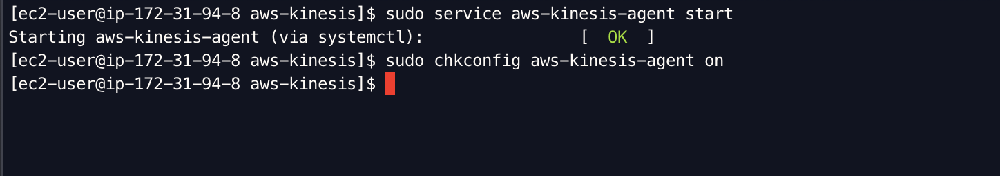 [ec2-user@ip-172-31-94-8 aws-kinesis]$ sudo service aws-kinesis-agent start
Starting aws-kinesis-agent (via systemctl):                [  OK  ]
[ec2-user@ip-172-31-94-8 aws-kinesis]$ sudo chkconfig aws-kinesis-agent on
[ec2-user@ip-172-31-94-8 aws-kinesis]$